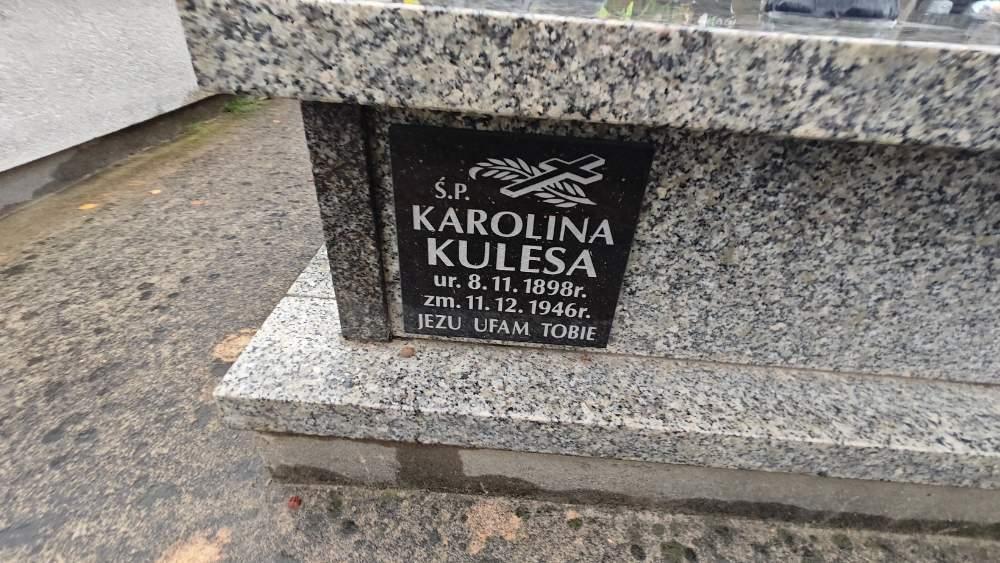 Ś.P.
KAROLINA
KULESA
ur. 8.11.1898r.
zm. 11.12.1946r.
JEZU UFAM TOBIE